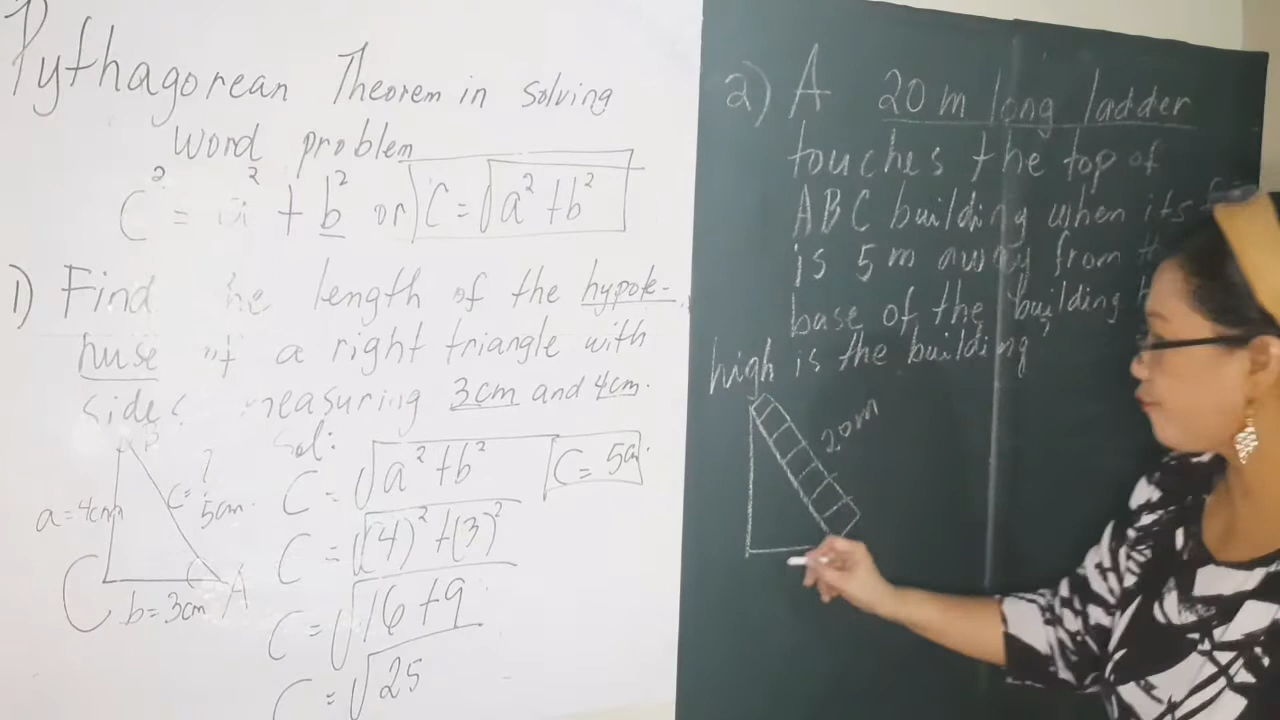 Pythagorean Theorem in solving
word problem
C² = a² + b² or C = √a² + b²
1) Find the length of the hypote-
nuse of a right triangle with
sides measuring 3cm and 4cm.
Sol:
B
a = 4cm
C = ?
5cm.
C
b = 3cm
A
C = √a² + b²
C = 5cm.
C = √(4)² + (3)²
C = √16 + 9
C = √25
2) A 20 m long ladder
touches the top of
ABC building when its
is 5 m away from
base of the building
high is the building?
20m